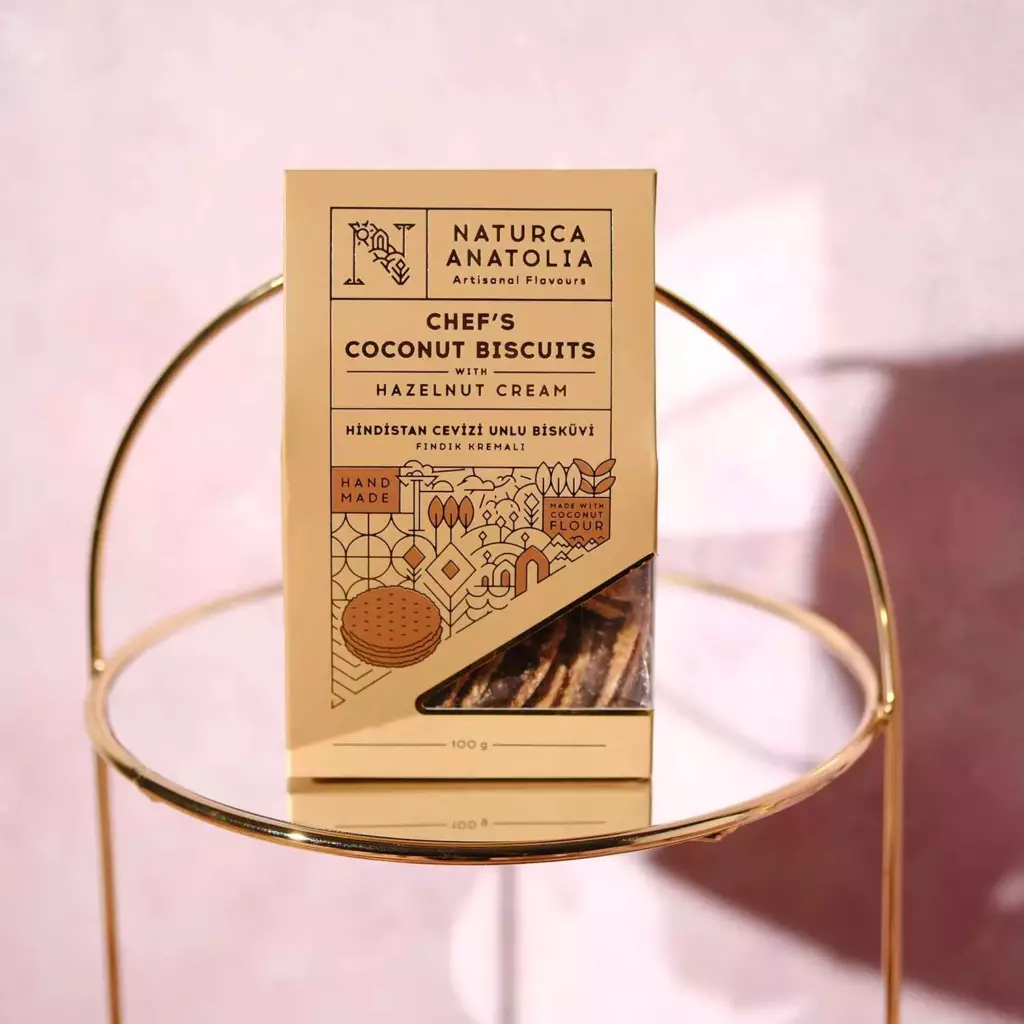 N
NATURCA
ANATOLIA
Artisanal Flavours
CHEF'S
COCONUT BISCUITS
WITH
HAZELNUT CREAM
HİNDİSTAN CEVİZİ UNLU BİSKÜVİ
FINDIK KREMALI
HAND
MADE
MADE WITH
COCONUT
FLOUR
100 g